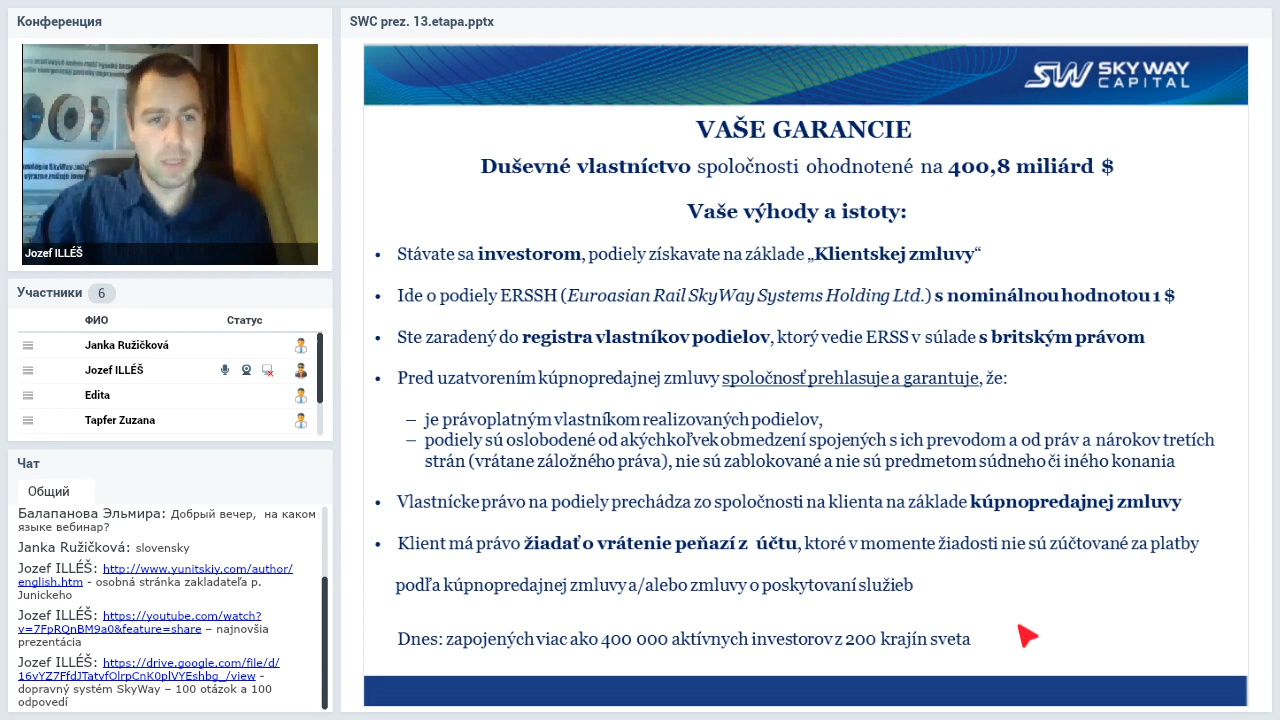 Конференция
Jozef ILLÉŠ
Участники 6
ФИО Статус
Janka Ružičková
Jozef ILLÉŠ
Edita
Tapfer Zuzana
Чат
Общий
Балапанова Эльмира: Добрый вечер, на каком
языке вебинар?
Janka Ružičková: slovensky
Jozef ILLÉŠ: http://www.yunitskiy.com/author/
english.htm - osobná stránka zakladateľa p.
Junickeho
Jozef ILLÉŠ: https://youtube.com/watch?
v=7FpRQnBM9a0&feature=share – najnovšia
prezentácia
Jozef ILLÉŠ: https://drive.google.com/file/d/
16vYZ7FfdJTatvfOlrpCnK0plVYEshbg_/view -
dopravný systém SkyWay – 100 otázok a 100
odpovedí
SWC prez. 13.etapa.pptx
SW SKY WAY
CAPITAL
VAŠE GARANCIE
Duševné vlastníctvo spoločnosti ohodnotené na 400,8 miliárd $
Vaše výhody a istoty:
• Stávate sa investorom, podiely získavate na základe „Klientskej zmluvy“
• Ide o podiely ERSSH (Euroasian Rail SkyWay Systems Holding Ltd.) s nominálnou hodnotou 1 $
• Ste zaradený do registra vlastníkov podielov, ktorý vedie ERSS v súlade s britským právom
• Pred uzatvorením kúpnopredajnej zmluvy spoločnosť prehlasuje a garantuje, že:
– je právoplatným vlastníkom realizovaných podielov,
– podiely sú oslobodené od akýchkoľvek obmedzení spojených s ich prevodom a od práv a nárokov tretích
strán (vrátane záložného práva), nie sú zablokované a nie sú predmetom súdneho či iného konania
• Vlastnícke právo na podiely prechádza zo spoločnosti na klienta na základe kúpnopredajnej zmluvy
• Klient má právo žiadať o vrátenie peňazí z účtu, ktoré v momente žiadosti nie sú zúčtované za platby
podľa kúpnopredajnej zmluvy a/alebo zmluvy o poskytovaní služieb
Dnes: zapojených viac ako 400 000 aktívnych investorov z 200 krajín sveta